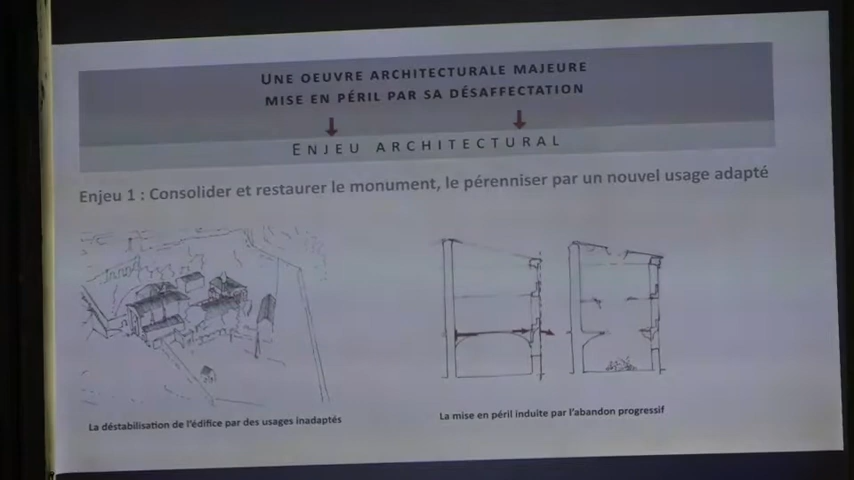 UNE OEUVRE ARCHITECTURALE MAJEURE
MISE EN PÉRIL PAR SA DÉSAFFECTATION
ENJEU ARCHITECTURAL
Enjeu 1 : Consolider et restaurer le monument, le pérenniser par un nouvel usage adapté
La déstabilisation de l'édifice par des usages inadaptés
La mise en péril induite par l'abandon progressif